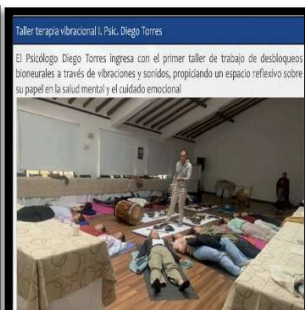 Taller terapia vibracional I. Psic. Diego Torres
El Psicólogo Diego Torres ingresa con el primer taller de trabajo de desbloqueos
bioneurales a través de vibraciones y sonidos, propiciando un espacio reflexivo sobre
su papel en la salud mental y el cuidado emocional